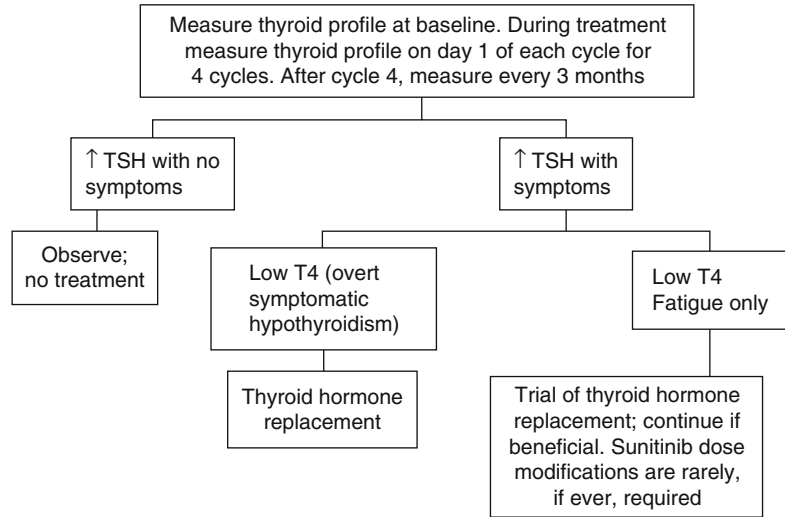 Measure thyroid profile at baseline. During treatment
measure thyroid profile on day 1 of each cycle for
4 cycles. After cycle 4, measure every 3 months
↑ TSH with no
symptoms
↑ TSH with
symptoms
Observe;
no treatment
Low T4 (overt
symptomatic
hypothyroidism)
Low T4
Fatigue only
Thyroid hormone
replacement
Trial of thyroid hormone
replacement; continue if
beneficial. Sunitinib dose
modifications are rarely,
if ever, required